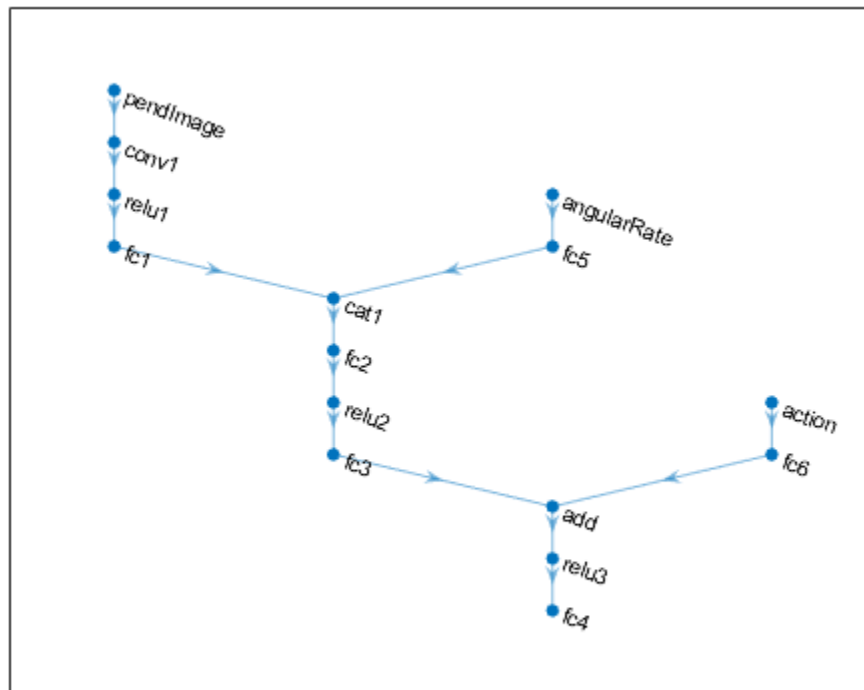 pendImage
conv1
relu1
fc1
angularRate
fc5
cat1
fc2
relu2
fc3
action
fc6
add
relu3
fc4